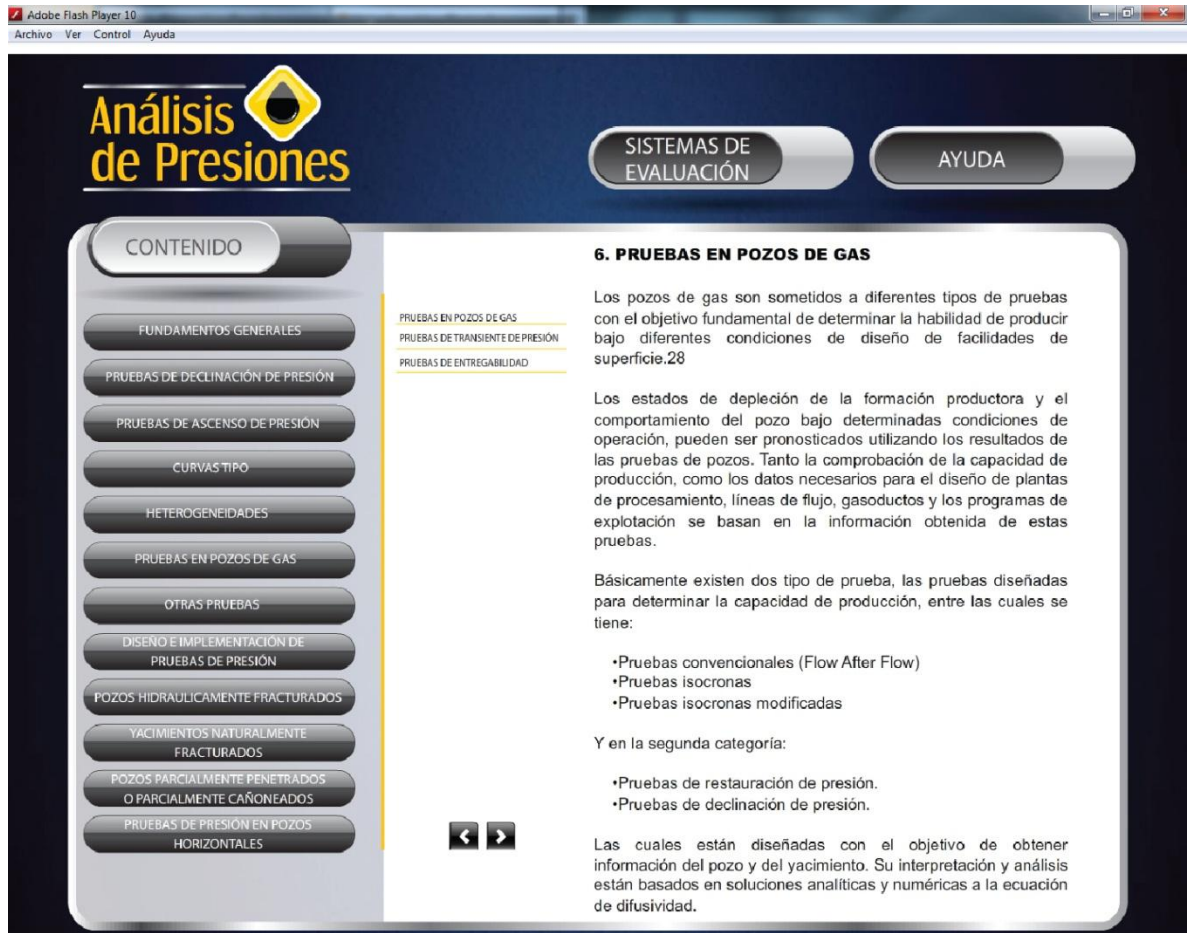 Adobe Flash Player 10
Archivo Ver Control Ayuda
Análisis
de Presiones
SISTEMAS DE
EVALUACIÓN
AYUDA
CONTENIDO
FUNDAMENTOS GENERALES
PRUEBAS DE DECLINACIÓN DE PRESIÓN
PRUEBAS DE ASCENSO DE PRESIÓN
CURVAS TIPO
HETEROGENEIDADES
PRUEBAS EN POZOS DE GAS
OTRAS PRUEBAS
DISEÑO E IMPLEMENTACIÓN DE
PRUEBAS DE PRESIÓN
POZOS HIDRAULICAMENTE FRACTURADOS
YACIMIENTOS NATURALMENTE
FRACTURADOS
POZOS PARCIALMENTE PENETRADOS
O PARCIALMENTE CAÑONEADOS
PRUEBAS DE PRESIÓN EN POZOS
HORIZONTALES
PRUEBAS EN POZOS DE GAS
PRUEBAS DE TRANSIENTE DE PRESIÓN
PRUEBAS DE ENTREGABILIDAD
6. PRUEBAS EN POZOS DE GAS
Los pozos de gas son sometidos a diferentes tipos de pruebas
con el objetivo fundamental de determinar la habilidad de producir
bajo diferentes condiciones de diseño de facilidades de
superficie.28
Los estados de depleción de la formación productora y el
comportamiento del pozo bajo determinadas condiciones de
operación, pueden ser pronosticados utilizando los resultados de
las pruebas de pozos. Tanto la comprobación de la capacidad de
producción, como los datos necesarios para el diseño de plantas
de procesamiento, líneas de flujo, gasoductos y los programas de
explotación se basan en la información obtenida de estas
pruebas.
Básicamente existen dos tipo de prueba, las pruebas diseñadas
para determinar la capacidad de producción, entre las cuales se
tiene:
•Pruebas convencionales (Flow After Flow)
•Pruebas isocronas
•Pruebas isocronas modificadas
Y en la segunda categoría:
•Pruebas de restauración de presión.
•Pruebas de declinación de presión.
Las cuales están diseñadas con el objetivo de obtener
información del pozo y del yacimiento. Su interpretación y análisis
están basados en soluciones analíticas y numéricas a la ecuación
de difusividad.